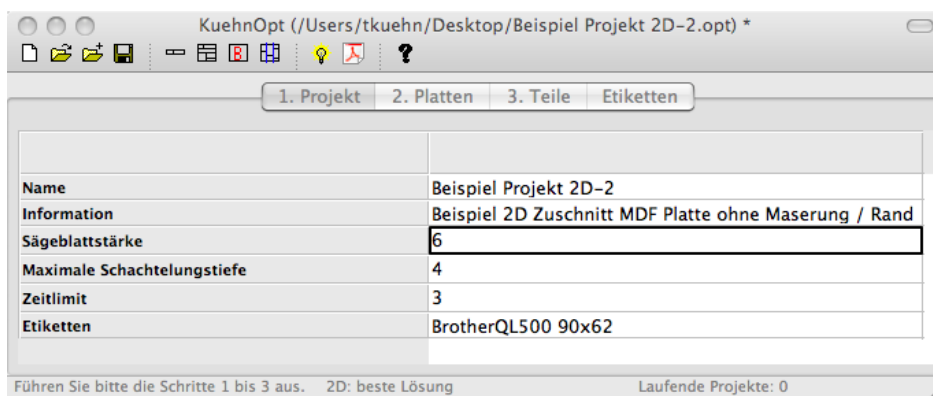 KuehnOpt (/Users/tkuehn/Desktop/Beispiel Projekt 2D-2.opt) *
B ?
1. Projekt 2. Platten 3. Teile Etiketten
Name Beispiel Projekt 2D-2
Information Beispiel 2D Zuschnitt MDF Platte ohne Maserung / Rand
Sägeblattstärke 6
Maximale Schachtelungstiefe 4
Zeitlimit 3
Etiketten BrotherQL500 90x62
Führen Sie bitte die Schritte 1 bis 3 aus. 2D: beste Lösung Laufende Projekte: 0